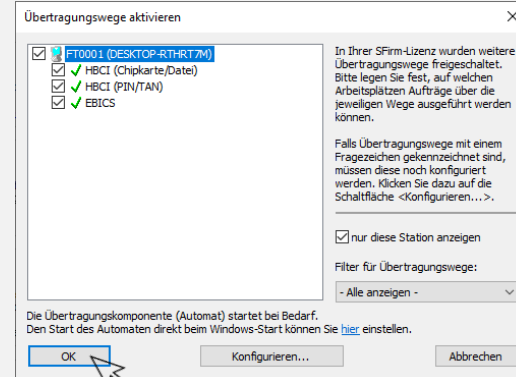 Übertragungswege aktivieren
FT0001 (DESKTOP-RTHRT7M)
HBCI (Chipkarte/Datei)
HBCI (PIN/TAN)
EBICS
In Ihrer SFirm-Lizenz wurden weitere
Übertragungswege freigeschaltet.
Bitte legen Sie fest, auf welchen
Arbeitsplätzen Aufträge über die
jeweiligen Wege ausgeführt werden
können.
Falls Übertragungswege mit einem
Fragezeichen gekennzeichnet sind,
müssen diese noch konfiguriert
werden. Klicken Sie dazu auf die
Schaltfläche <Konfigurieren...>.
nur diese Station anzeigen
Filter für Übertragungswege:
- Alle anzeigen -
Die Übertragungskomponente (Automat) startet bei Bedarf.
Den Start des Automaten direkt beim Windows-Start können Sie hier einstellen.
OK
Konfigurieren...
Abbrechen